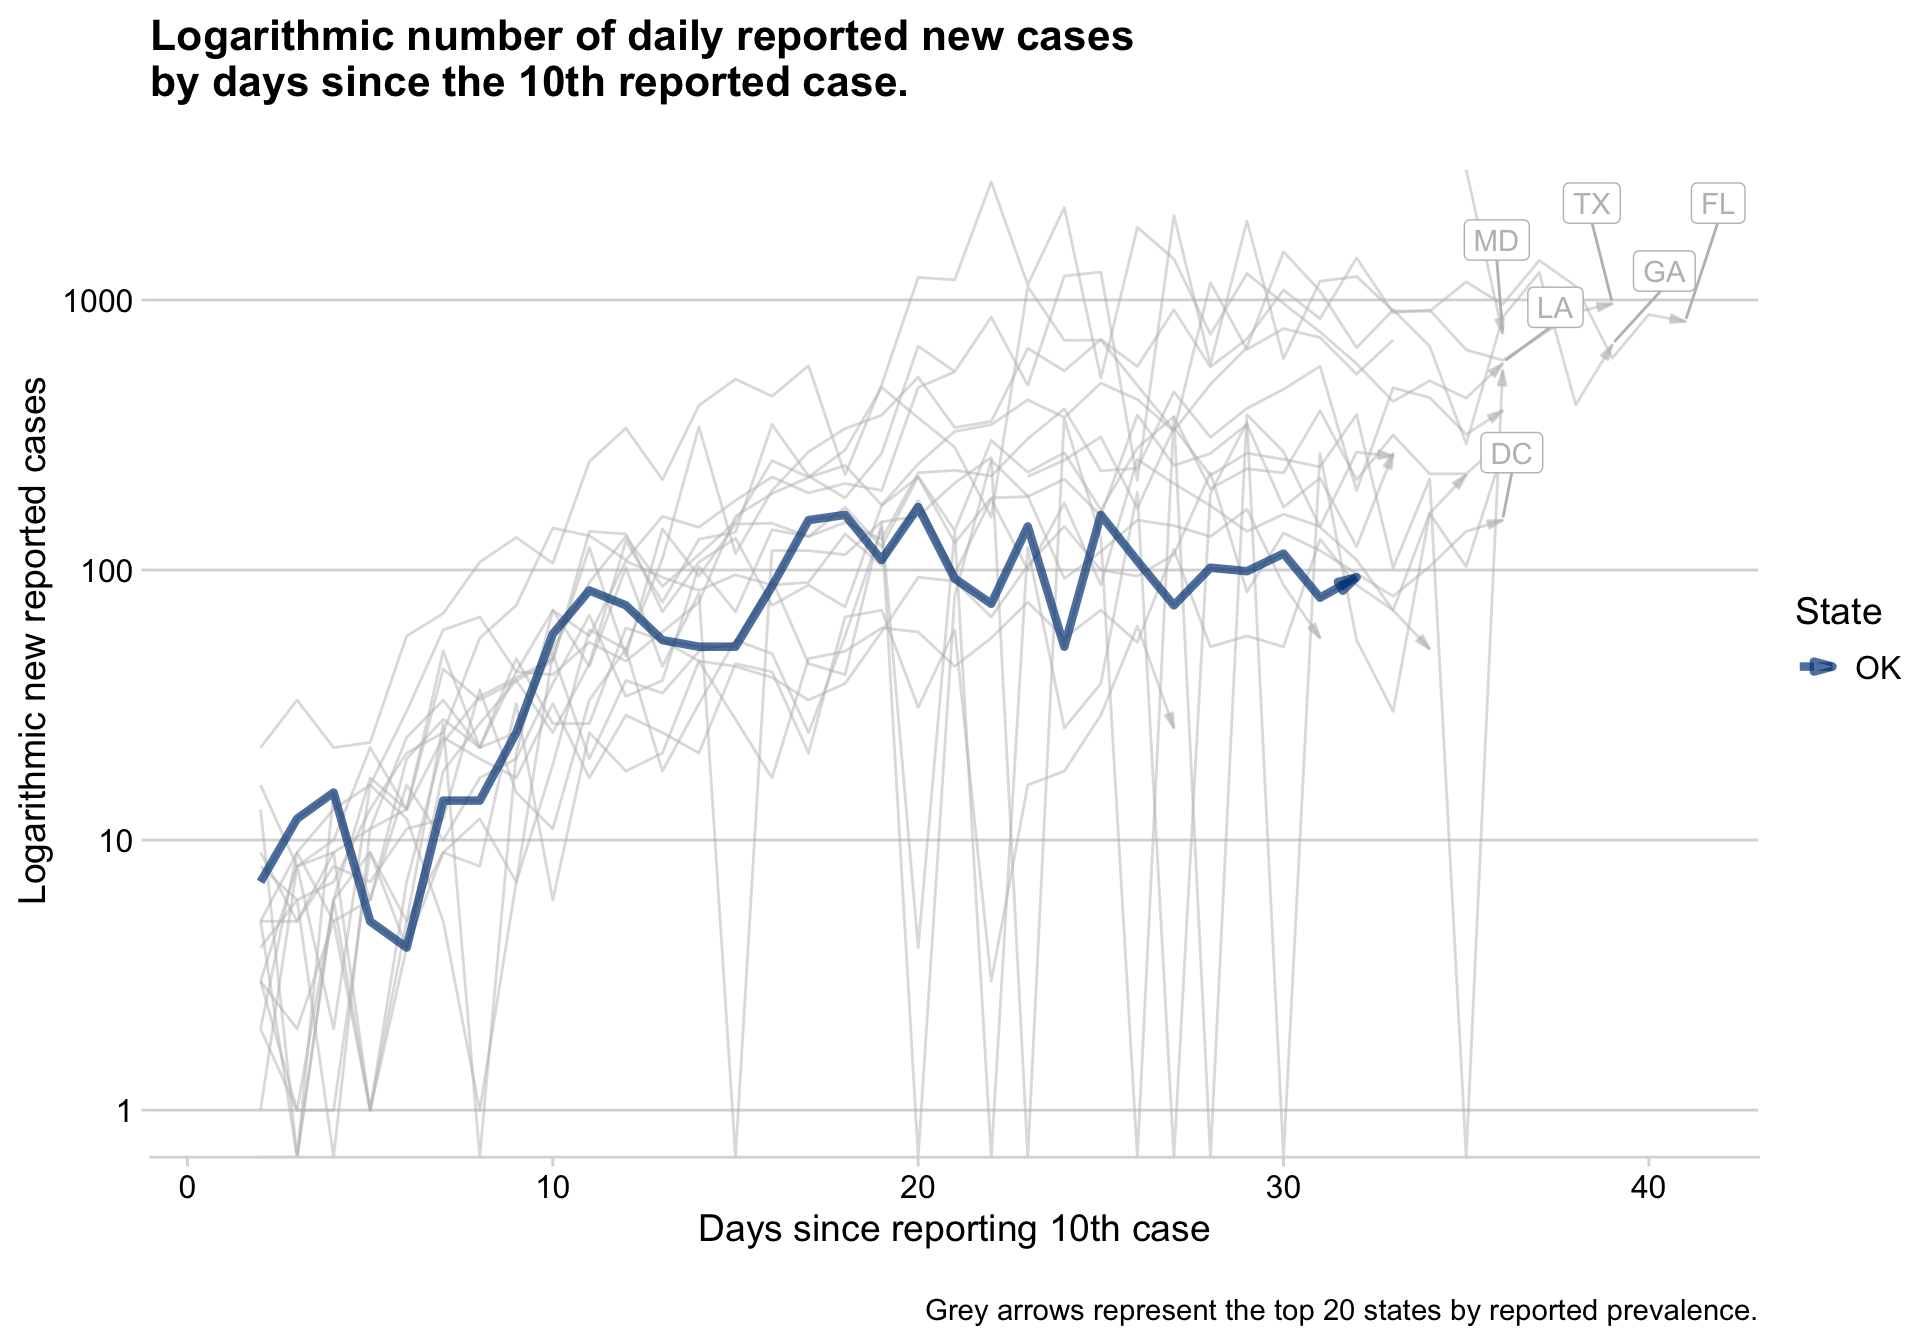 Logarithmic number of daily reported new cases
by days since the 10th reported case.
Logarithmic new reported cases
1000
100
10
1
TX
FL
MD
GA
LA
DC
State
OK
0
10
20
30
40
Days since reporting 10th case
Grey arrows represent the top 20 states by reported prevalence.